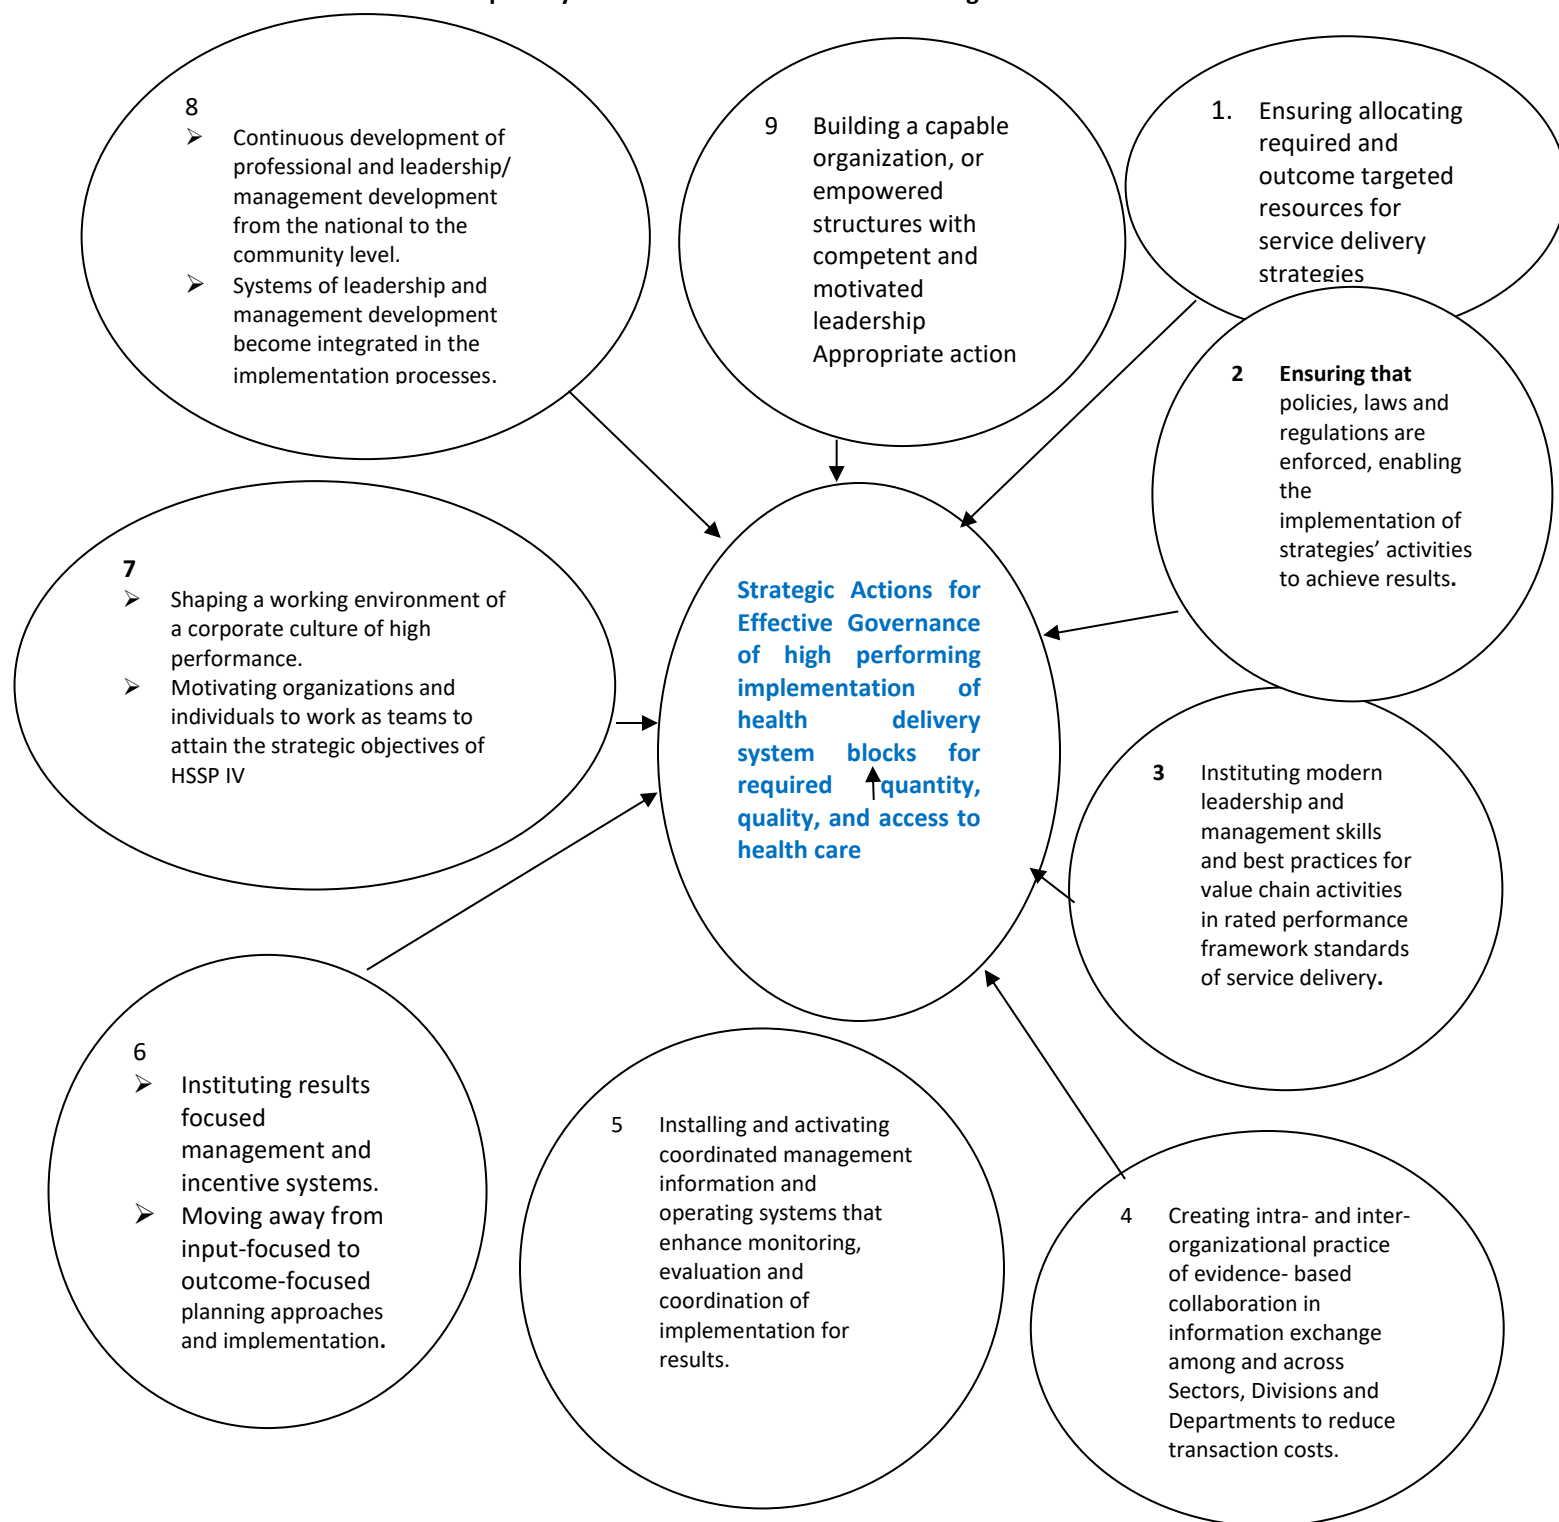 8
➢ Continuous development of
professional and leadership/
management development
from the national to the
community level.
➢ Systems of leadership and
management development
become integrated in the
implementation processes.
9 Building a capable
organization, or
empowered
structures with
competent and
motivated
leadership
Appropriate action
1. Ensuring allocating
required and
outcome targeted
resources for
service delivery
strategies
2 Ensuring that
policies, laws and
regulations are
enforced, enabling
the
implementation of
strategies’ activities
to achieve results.
7
➢ Shaping a working environment of
a corporate culture of high
performance.
➢ Motivating organizations and
individuals to work as teams to
attain the strategic objectives of
HSSP IV
Strategic Actions for
Effective Governance
of high performing
implementation of
health delivery
system blocks for
required quantity,
quality, and access to
health care
3 Instituting modern
leadership and
management skills
and best practices for
value chain activities
in rated performance
framework standards
of service delivery.
6
➢ Instituting results
focused
management and
incentive systems.
➢ Moving away from
input-focused to
outcome-focused
planning approaches
and implementation.
5 Installing and activating
coordinated management
information and
operating systems that
enhance monitoring,
evaluation and
coordination of
implementation for
results.
4 Creating intra- and inter-
organizational practice
of evidence- based
collaboration in
information exchange
among and across
Sectors, Divisions and
Departments to reduce
transaction costs.